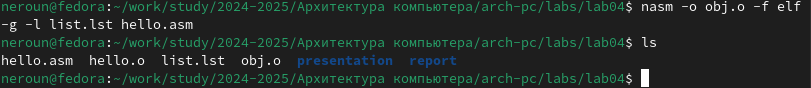 neroun@fedora:~/work/study/2024-2025/Архитектура компьютера/arch-pc/labs/lab04$ nasm -o obj.o -f elf
-g -l list.lst hello.asm
neroun@fedora:~/work/study/2024-2025/Архитектура компьютера/arch-pc/labs/lab04$ ls
hello.asm  hello.o  list.lst  obj.o  presentation  report
neroun@fedora:~/work/study/2024-2025/Архитектура компьютера/arch-pc/labs/lab04$